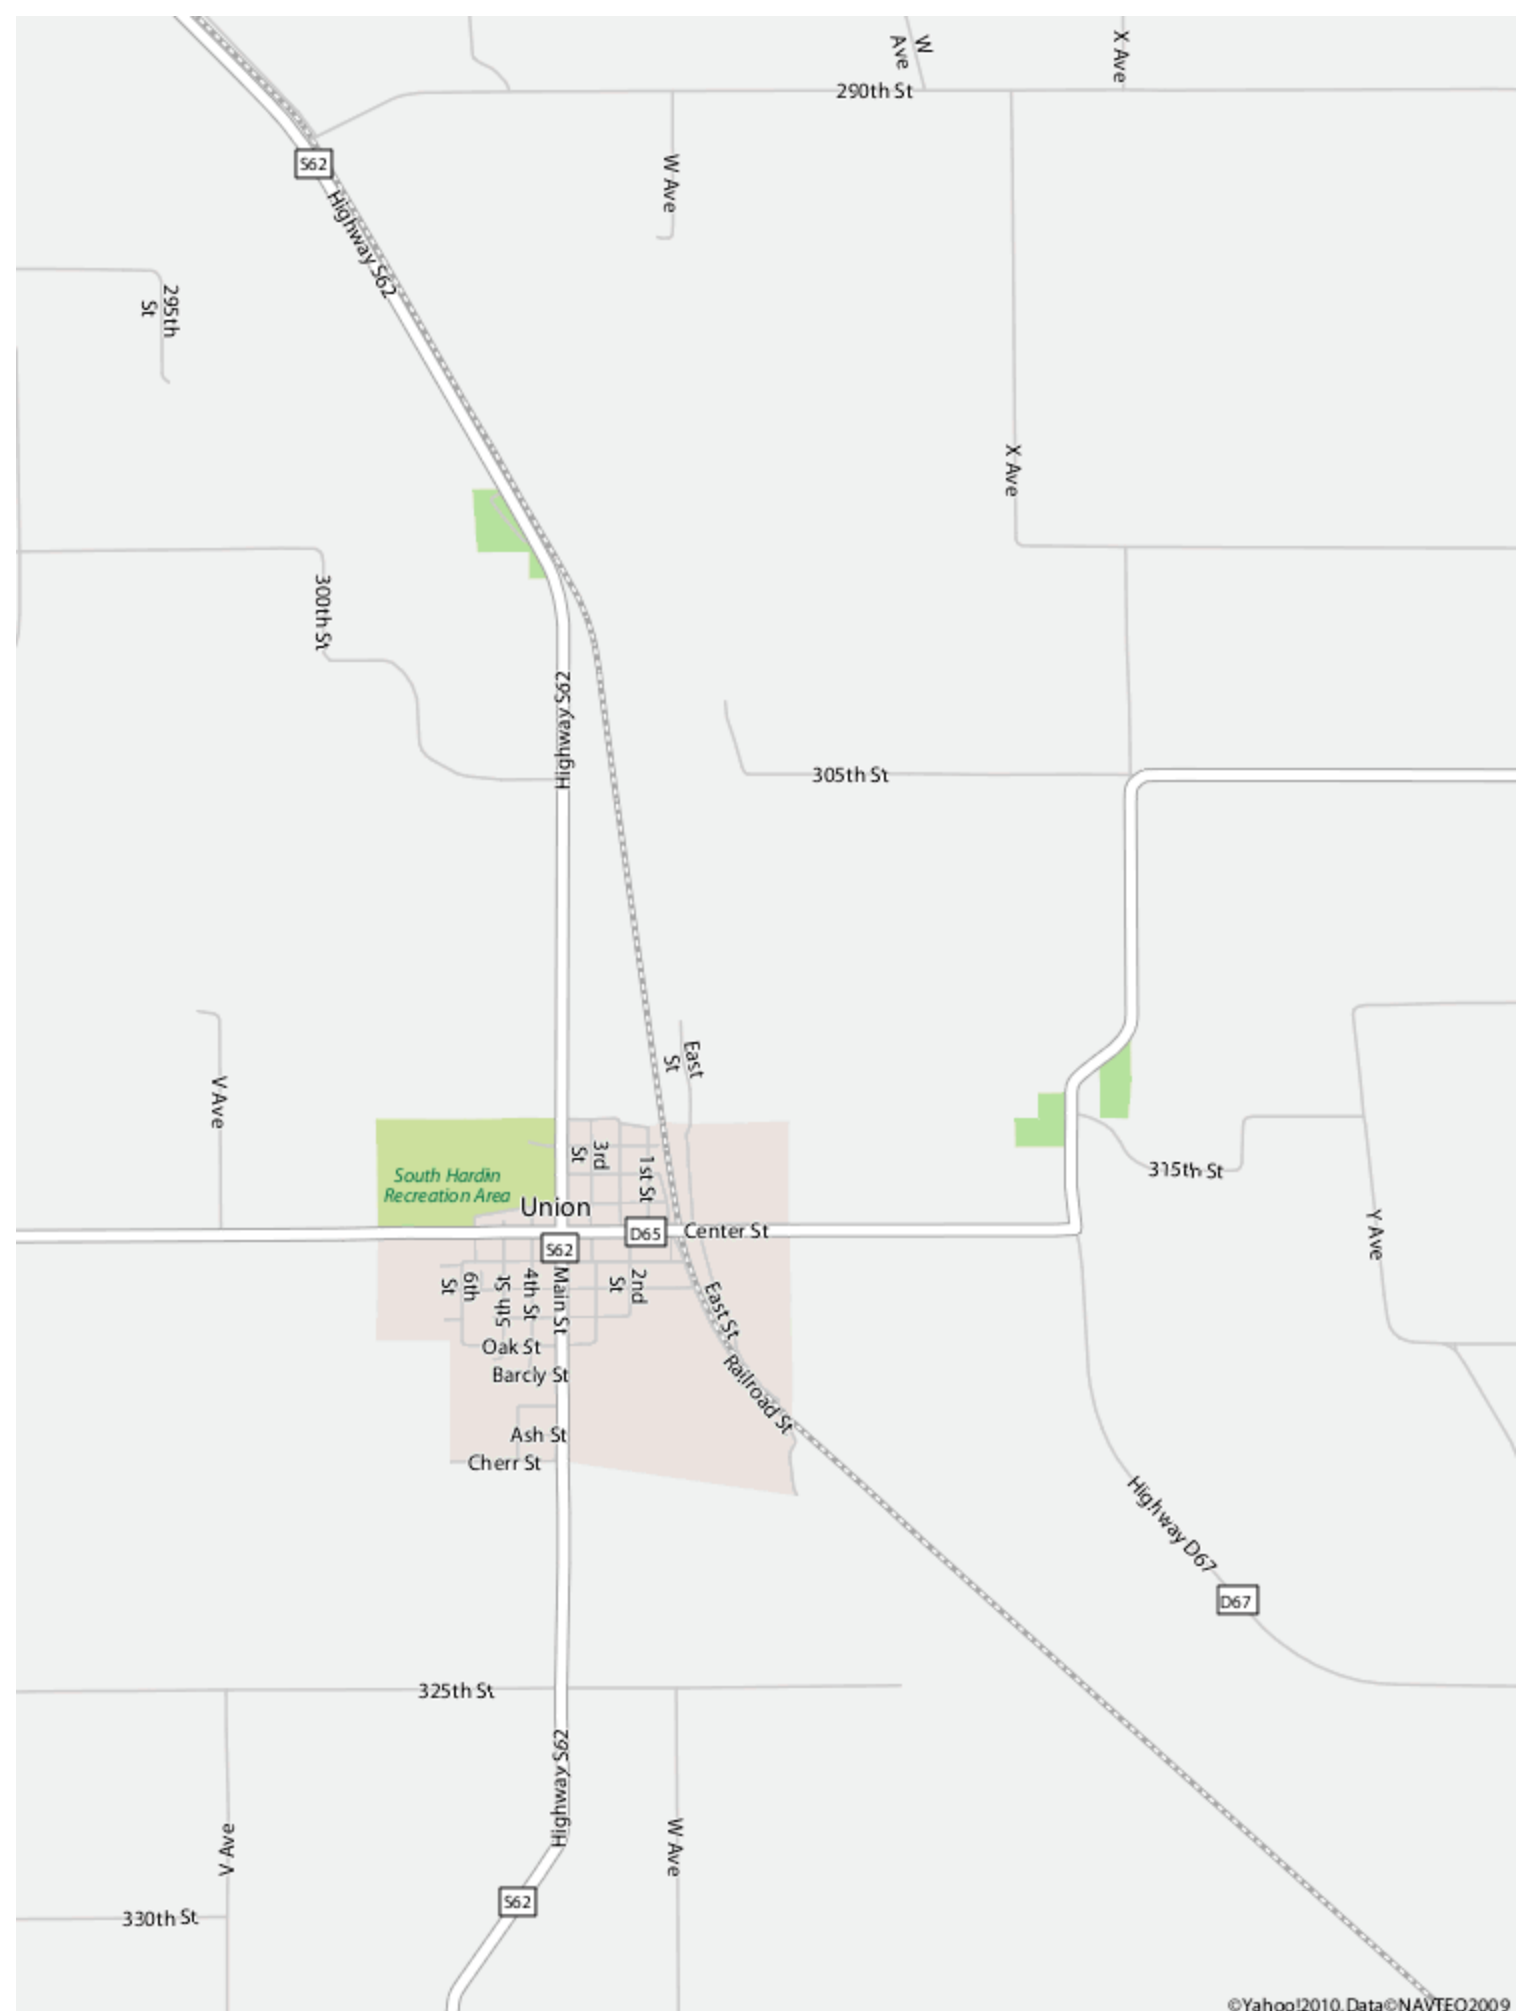 W
Ave
X Ave
290th St
S62
W Ave
Highway S62
295th
St
X Ave
300th St
Highway S62
305th St
East
St
V Ave
3rd
St
1st St
South Hardin
Recreation Area
315th St
Union
D65
Center St
S62
Y Ave
6th
St
5th St
4th St
Main St
2nd
St
East St
Oak St
Barcly St
Railroad St
Ash St
Cherr St
Highway D67
D67
325th St
Highway S62
V Ave
W Ave
S62
330th St
©Yahoo!2010,Data©NAVTEQ2009